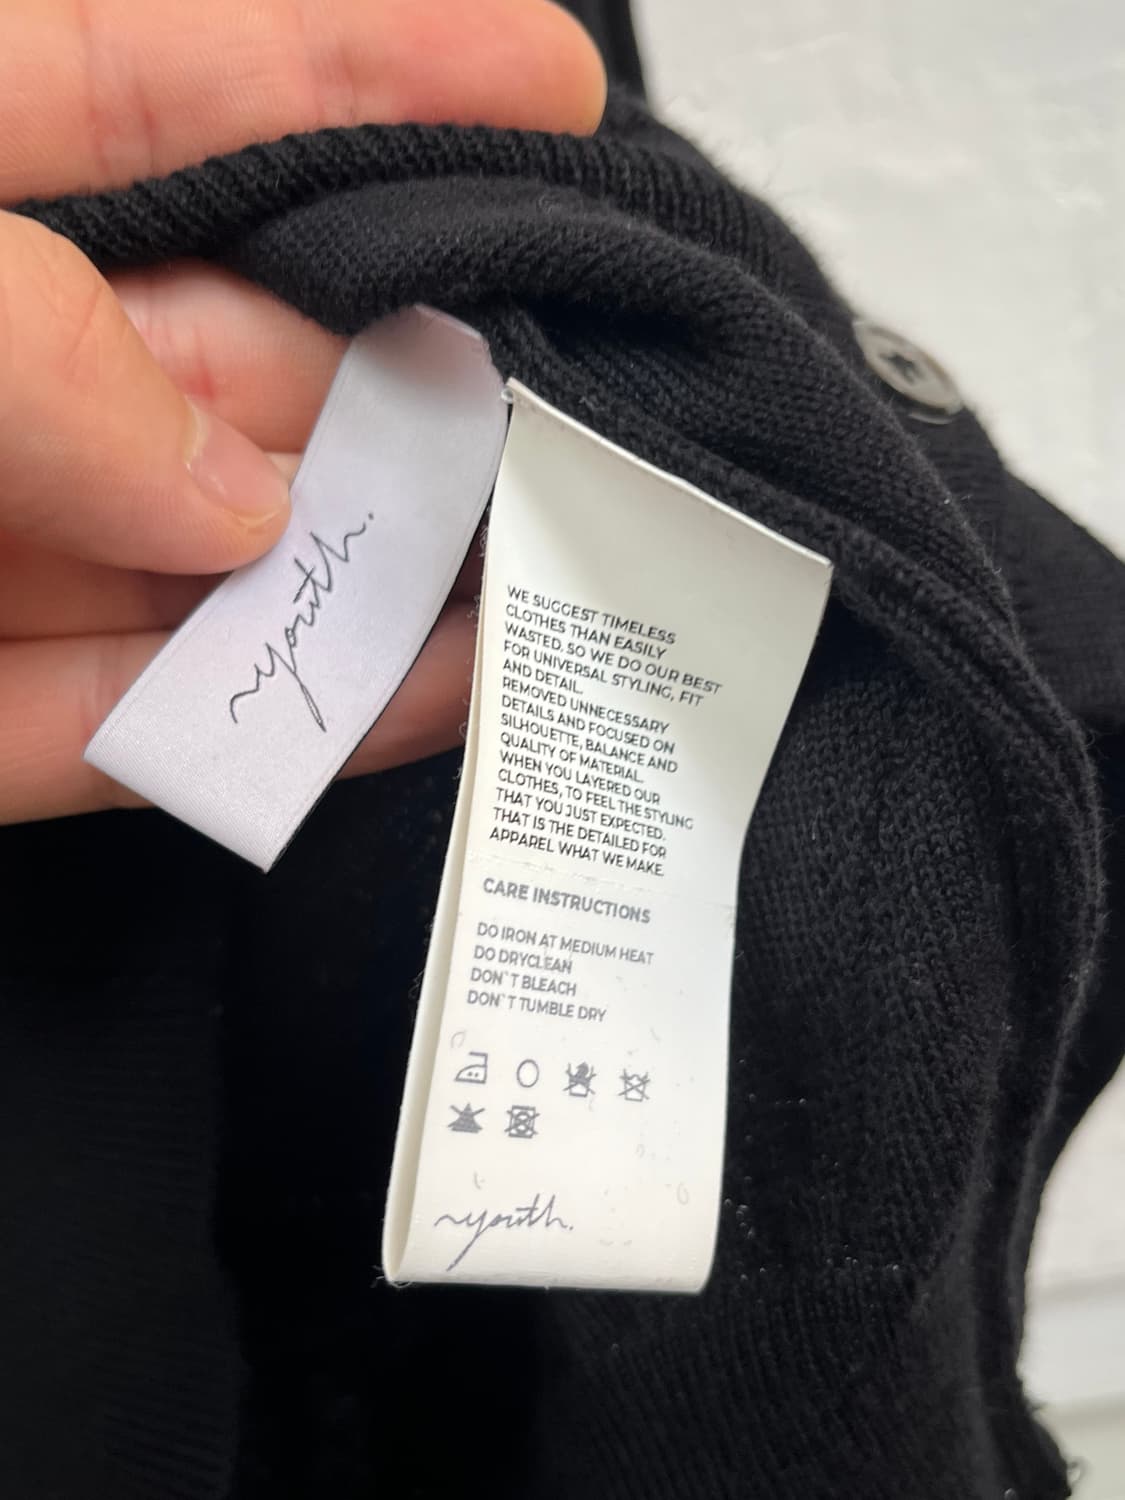 youth.
WE SUGGEST TIMELESS
CLOTHES THAN EASILY
WASTED. SO WE DO OUR BEST
FOR UNIVERSAL STYLING, FIT
AND DETAIL.
REMOVED UNNECESSARY
DETAILS AND FOCUSED ON
SILHOUETTE, BALANCE AND
QUALITY OF MATERIAL.
WHEN YOU LAYERED OUR
CLOTHES, TO FEEL THE STYLING
THAT YOU JUST EXPECTED.
THAT IS THE DETAILED FOR
APPAREL WHAT WE MAKE.
CARE INSTRUCTIONS
DO IRON AT MEDIUM HEAT
DO DRYCLEAN
DON`T BLEACH
DON`T TUMBLE DRY
youth.